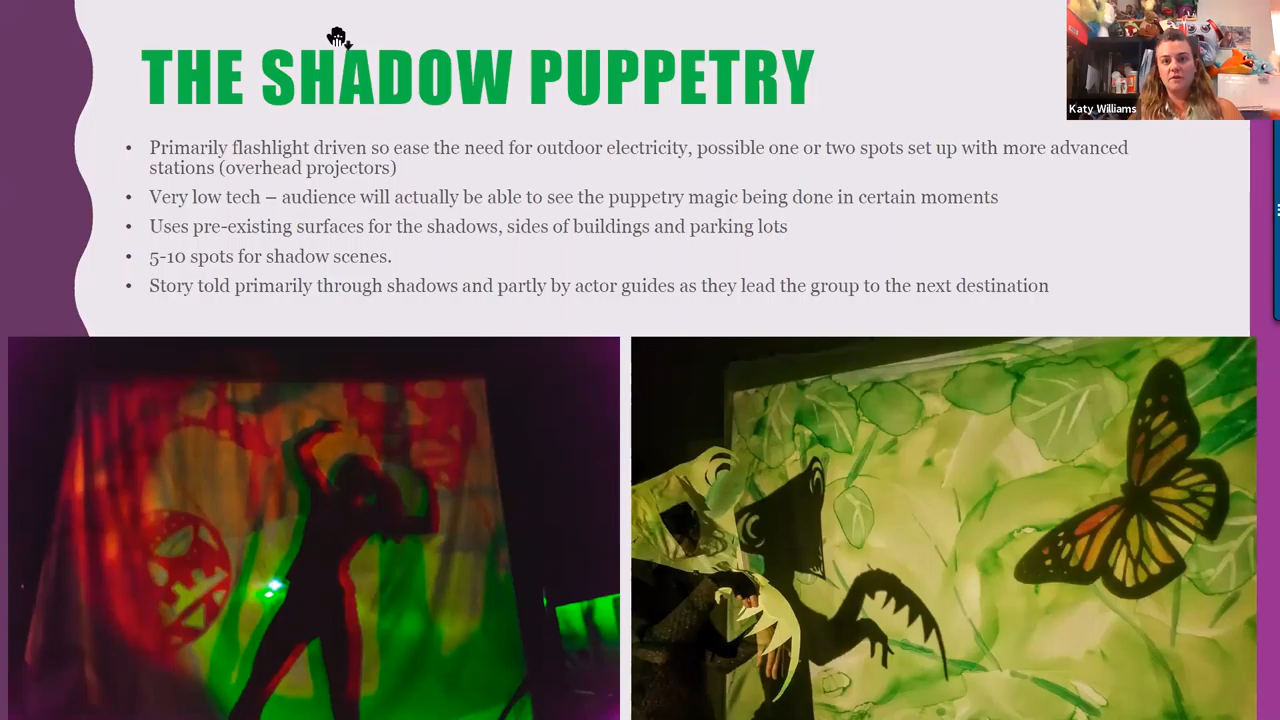 THE SHADOW PUPPETRY
Katy Williams
• Primarily flashlight driven so ease the need for outdoor electricity, possible one or two spots set up with more advanced
stations (overhead projectors)
• Very low tech – audience will actually be able to see the puppetry magic being done in certain moments
• Uses pre-existing surfaces for the shadows, sides of buildings and parking lots
• 5-10 spots for shadow scenes.
• Story told primarily through shadows and partly by actor guides as they lead the group to the next destination